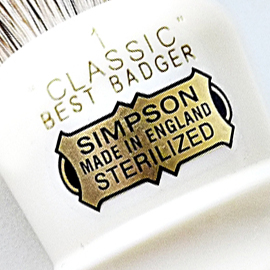 1
"CLASSIC"
BEST BADGER
SIMPSON
MADE IN ENGLAND
STERILIZED